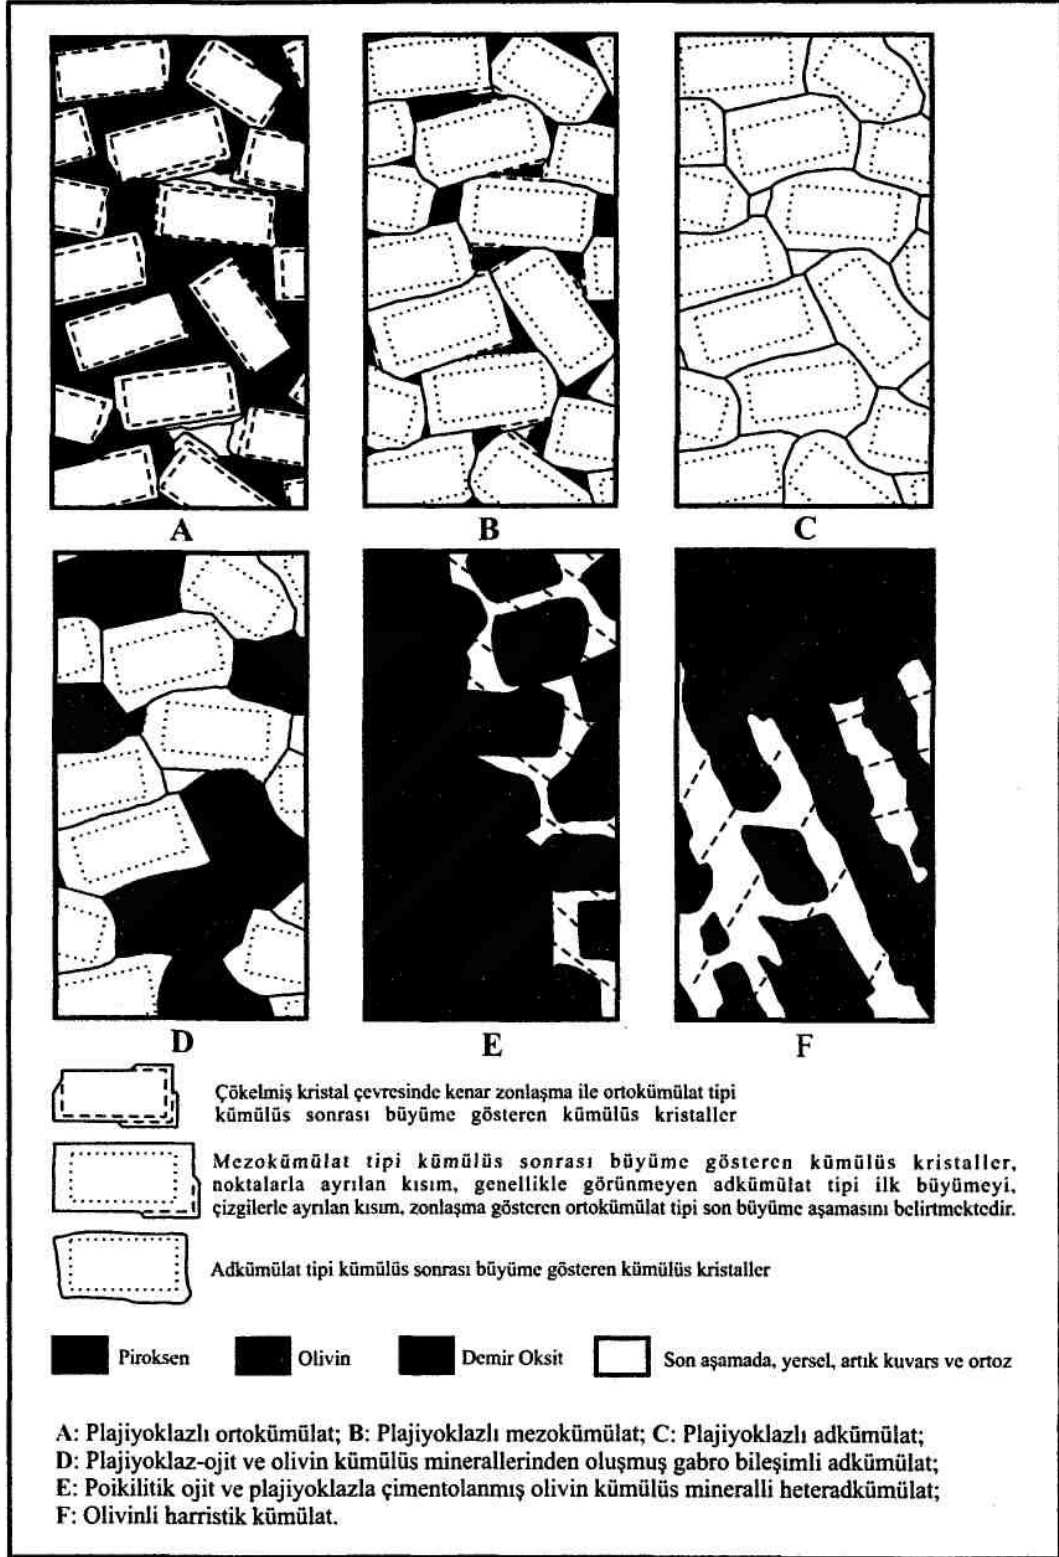 A
B
C
D
E
F
Çökelmiş kristal çevresinde kenar zonlaşma ile ortokümülat tipi
kümülüs sonrası büyüme gösteren kümülüs kristaller
Mezokümülat tipi kümülüs sonrası büyüme gösteren kümülüs kristaller,
noktalarla ayrılan kısım, genellikle görünmeyen adkümülat tipi ilk büyümeyi,
çizgilerle ayrılan kısım, zonlaşma gösteren ortokümülat tipi son büyüme aşamasını belirtmektedir.
Adkümülat tipi kümülüs sonrası büyüme gösteren kümülüs kristaller
Piroksen
Olivin
Demir Oksit
Son aşamada, yersel, artık kuvars ve ortoz
A: Plajiyoklazlı ortokümülat; B: Plajiyoklazlı mezokümülat; C: Plajiyoklazlı adkümülat;
D: Plajiyoklaz-ojit ve olivin kümülüs minerallerinden oluşmuş gabro bileşimli adkümülat;
E: Poikilitik ojit ve plajiyoklazla çimentolanmış olivin kümülüs mineralli heteradkümülat;
F: Olivinli harristik kümülat.